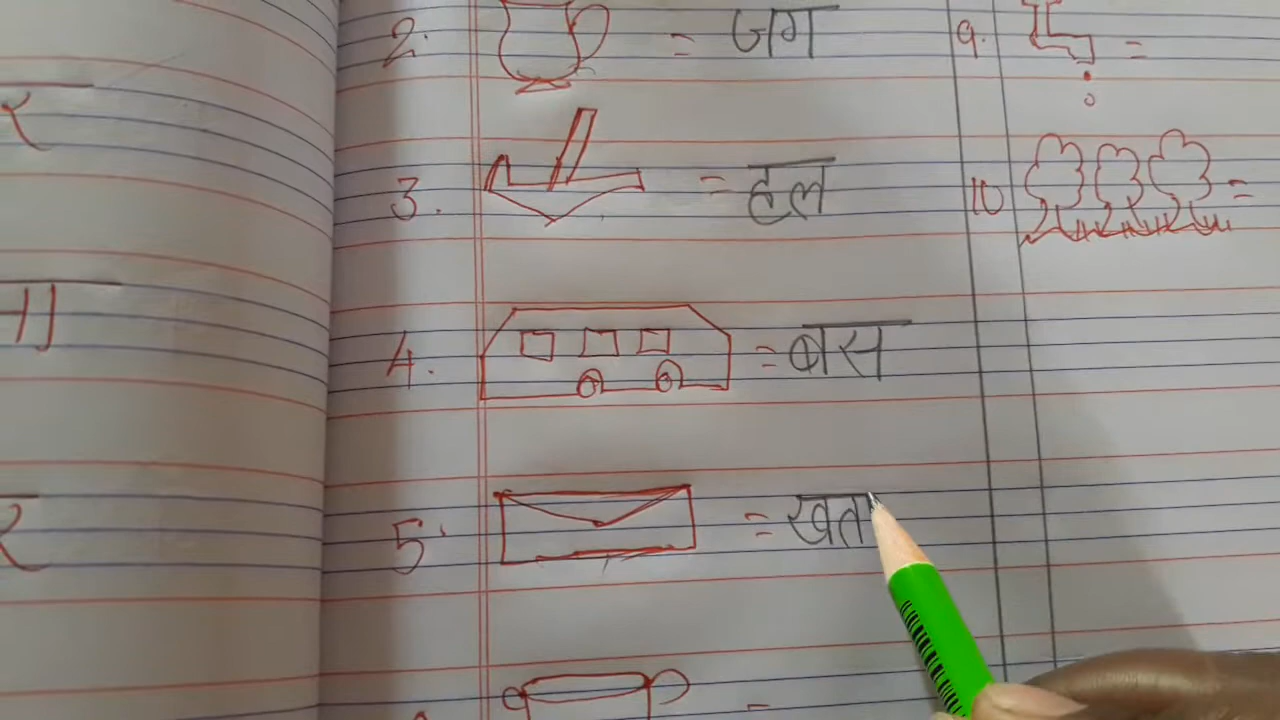 2. = जग
3. = हल
4. = बस
5. = खत
=
9. =
10 =